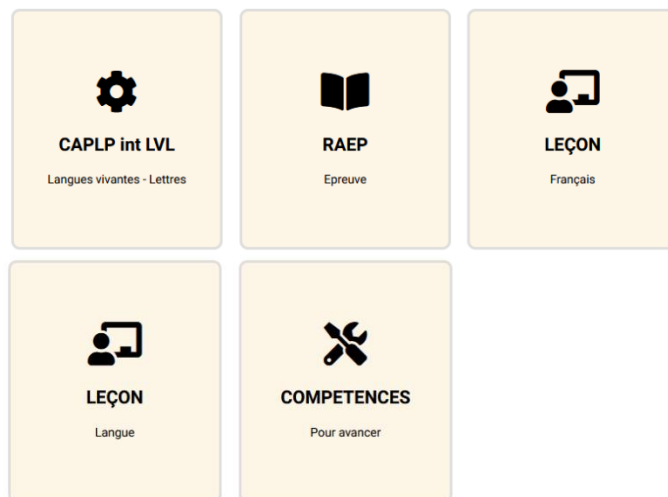 CAPLP int LVL
Langues vivantes - Lettres
RAEP
Epreuve
LEÇON
Français
LEÇON
Langue
COMPETENCES
Pour avancer